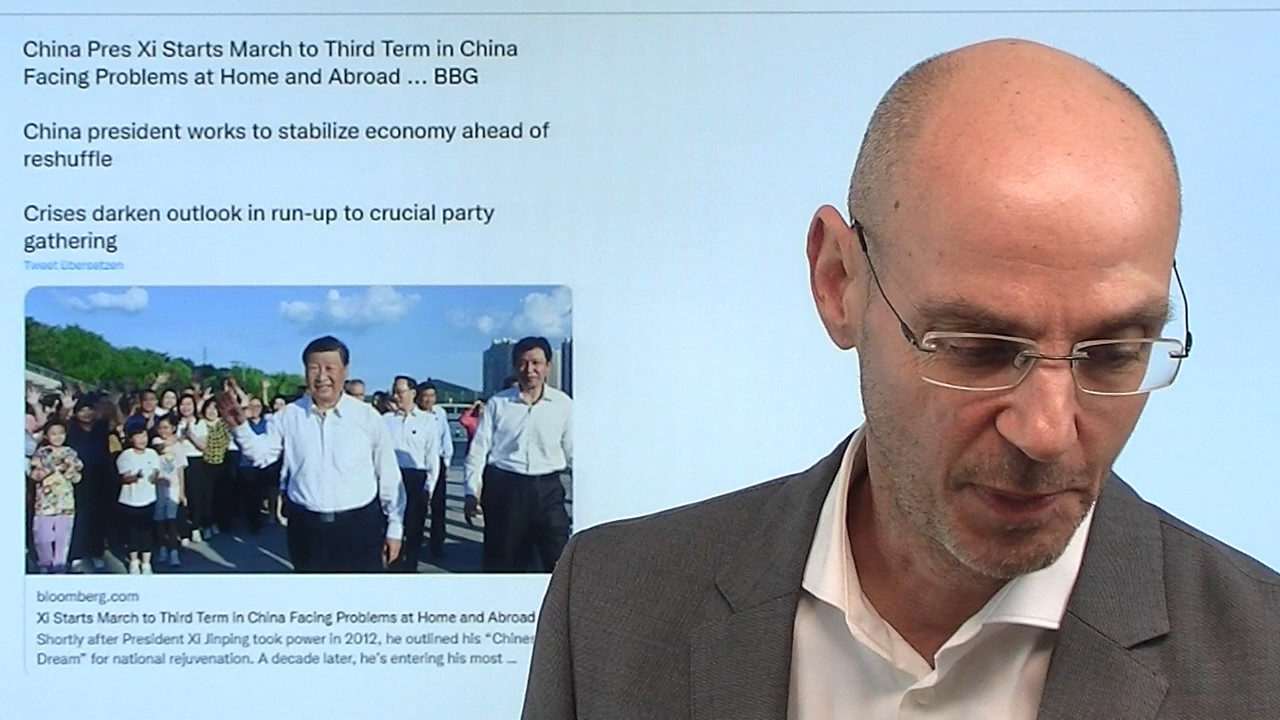 China Pres Xi Starts March to Third Term in China
Facing Problems at Home and Abroad ... BBG
China president works to stabilize economy ahead of
reshuffle
Crises darken outlook in run-up to crucial party
gathering
Tweet übersetzen
bloomberg.com
Xi Starts March to Third Term in China Facing Problems at Home and Abroad
Shortly after President Xi Jinping took power in 2012, he outlined his “Chines
Dream” for national rejuvenation. A decade later, he’s entering his most ...